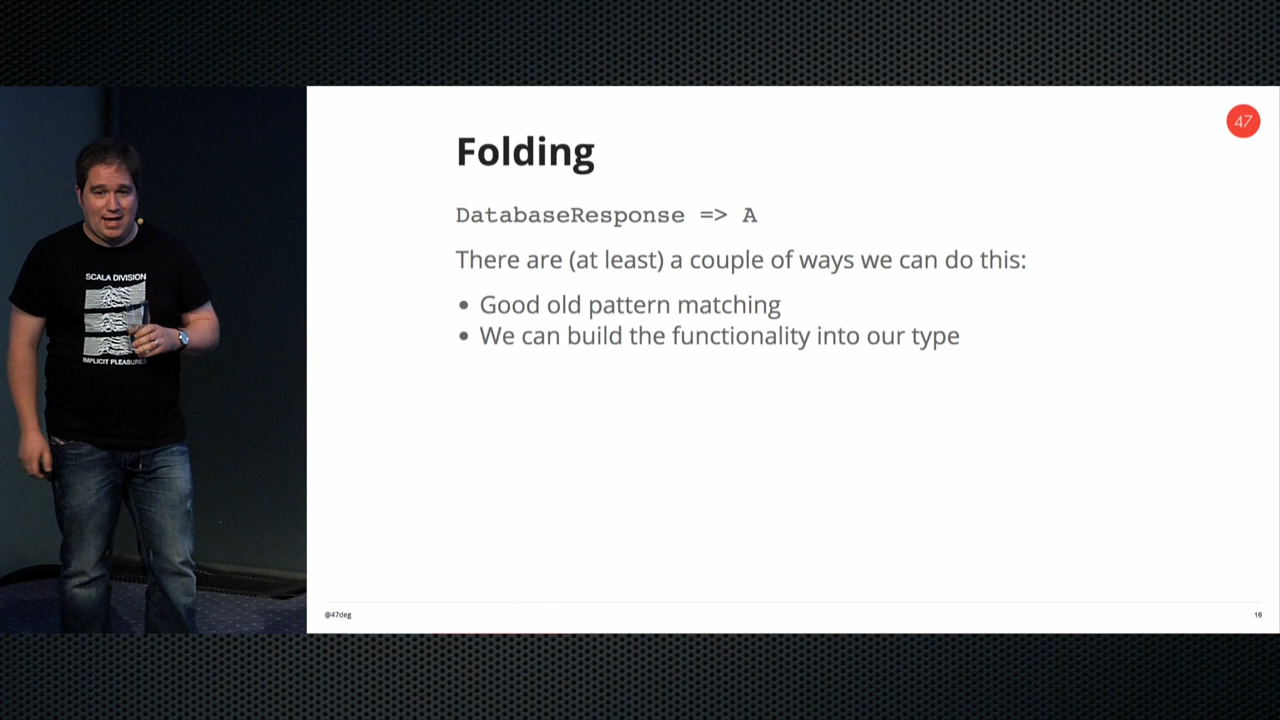 47
Folding
DatabaseResponse => A
There are (at least) a couple of ways we can do this:
• Good old pattern matching
• We can build the functionality into our type
SCALA DIVISION
IMPLICIT PLEASURES
@47deg
16